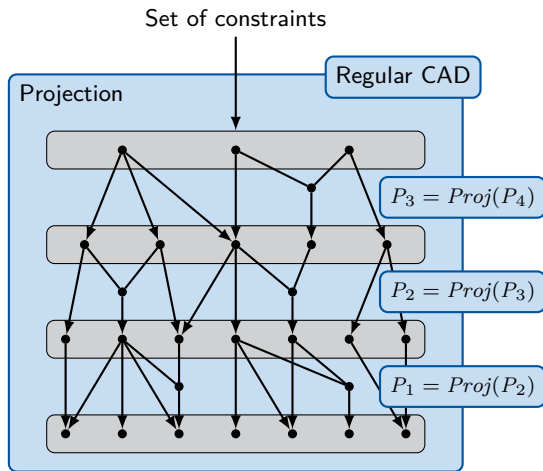 Set of constraints
Regular CAD
Projection
P₃ = Proj(P₄)
P₂ = Proj(P₃)
P₁ = Proj(P₂)